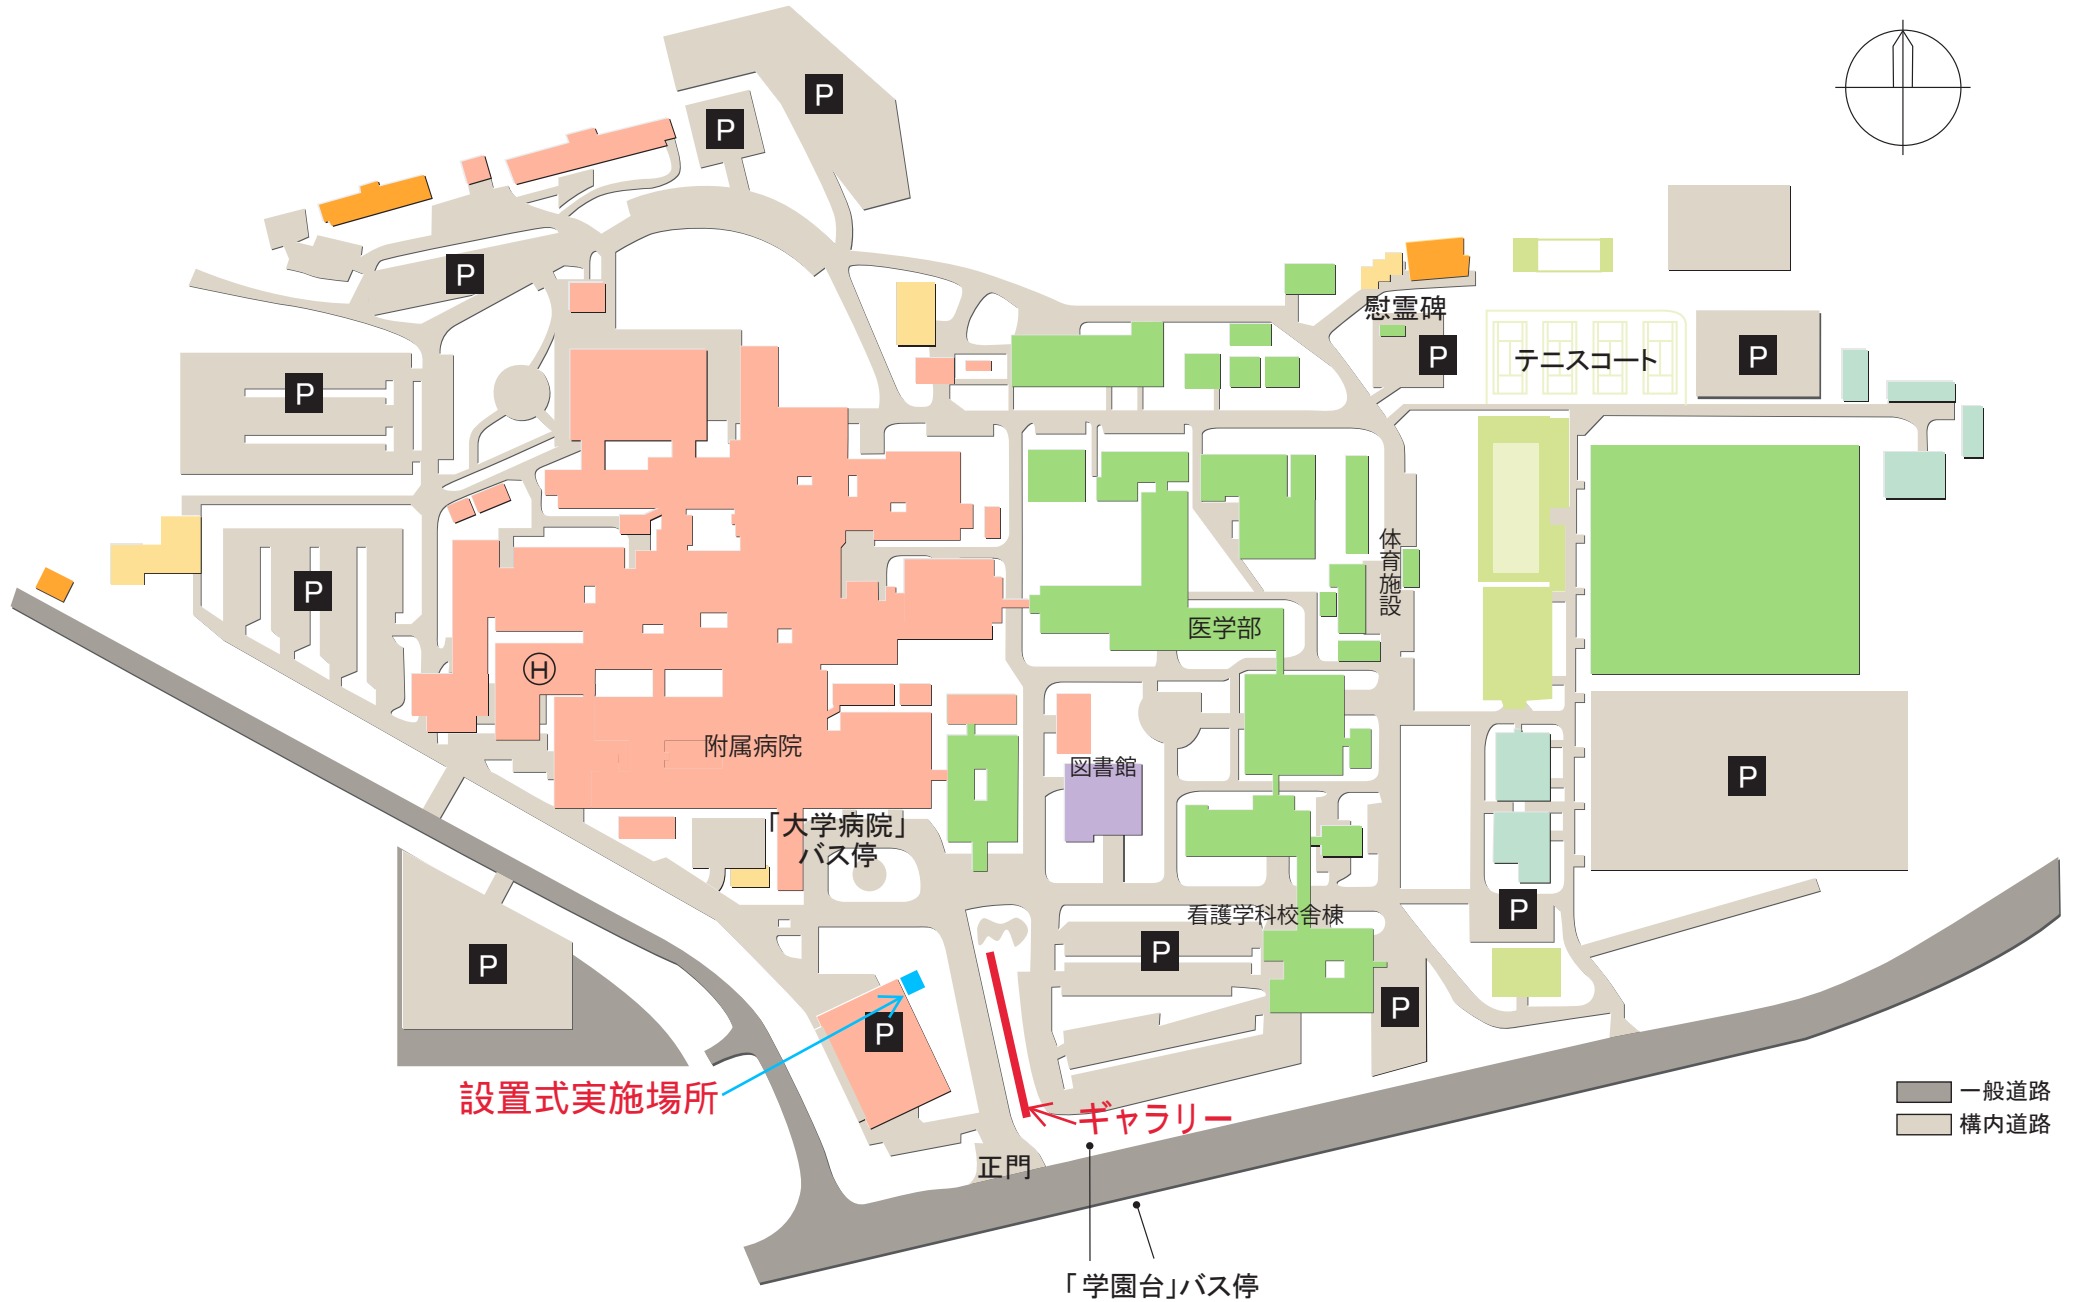 P
P
P
慰霊碑
P
テニスコート
P
P
P
体育施設
医学部
H
附属病院
図書館
P
「大学病院」
バス停
看護学科校舎棟
P
P
P
P
P
設置式実施場所
ギャラリー
一般道路
構内道路
正門
「学園台」バス停